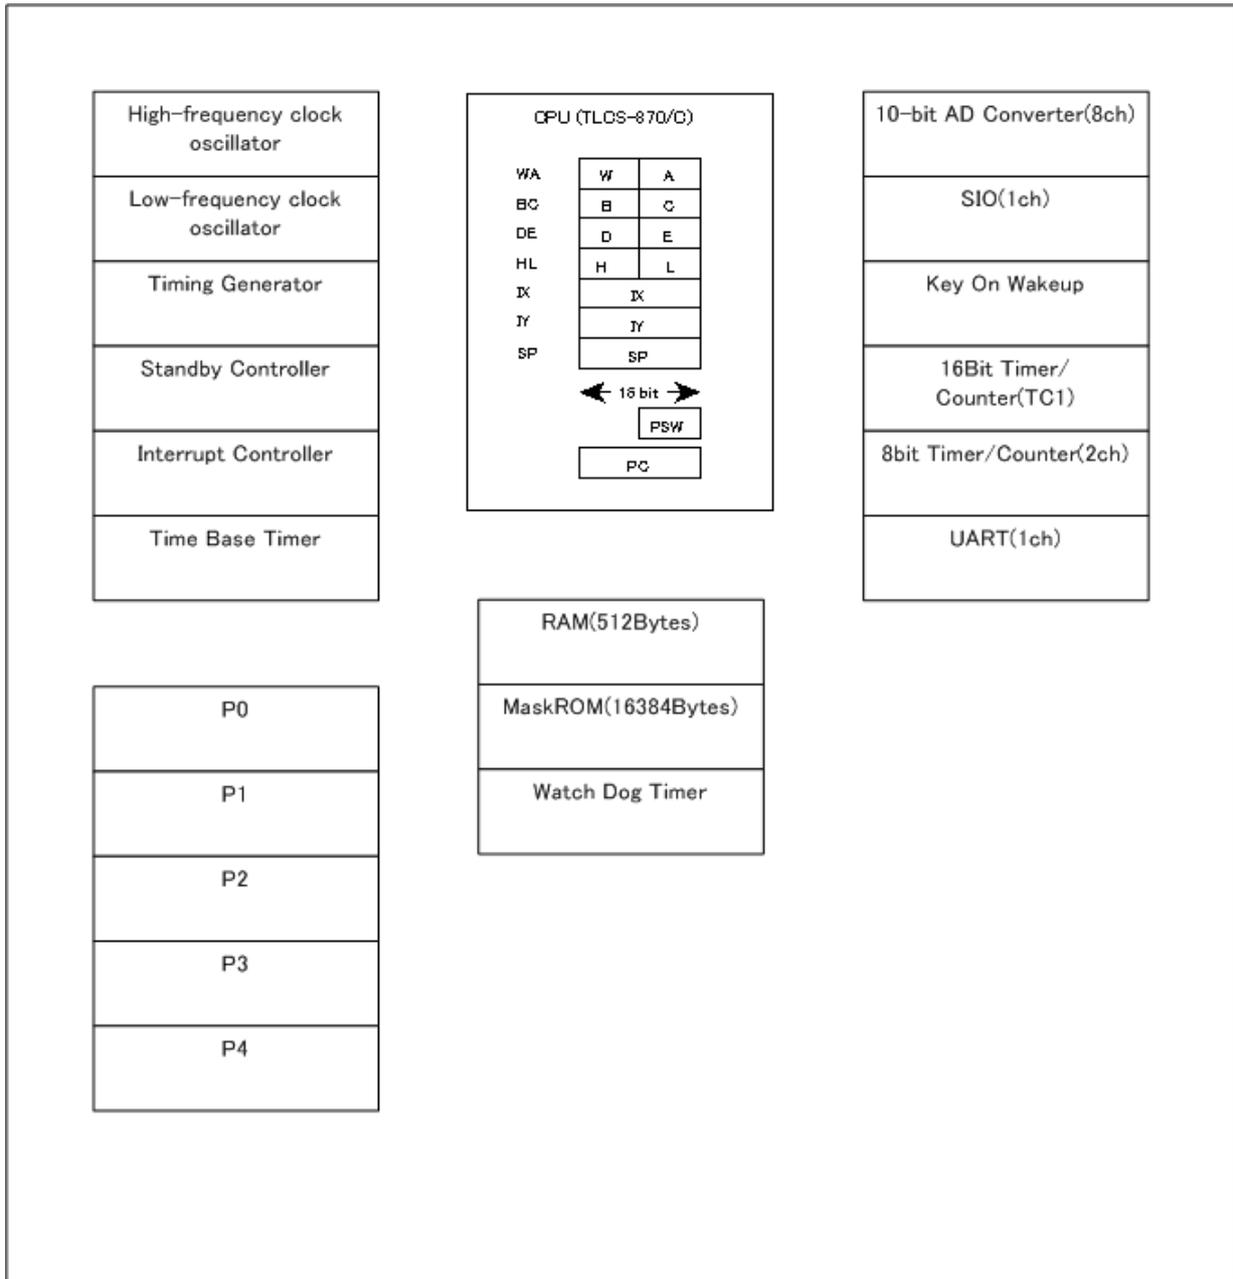 High-frequency clock
oscillator
Low-frequency clock
oscillator
Timing Generator
Standby Controller
Interrupt Controller
Time Base Timer
P0
P1
P2
P3
P4
CPU (TLCS-870/C)
WA W A
BC B C
DE D E
HL H L
IX IX
IY IY
SP SP
16 bit
PSW
PC
RAM(512Bytes)
MaskROM(16384Bytes)
Watch Dog Timer
10-bit AD Converter(8ch)
SIO(1ch)
Key On Wakeup
16Bit Timer/
Counter(TC1)
8bit Timer/Counter(2ch)
UART(1ch)